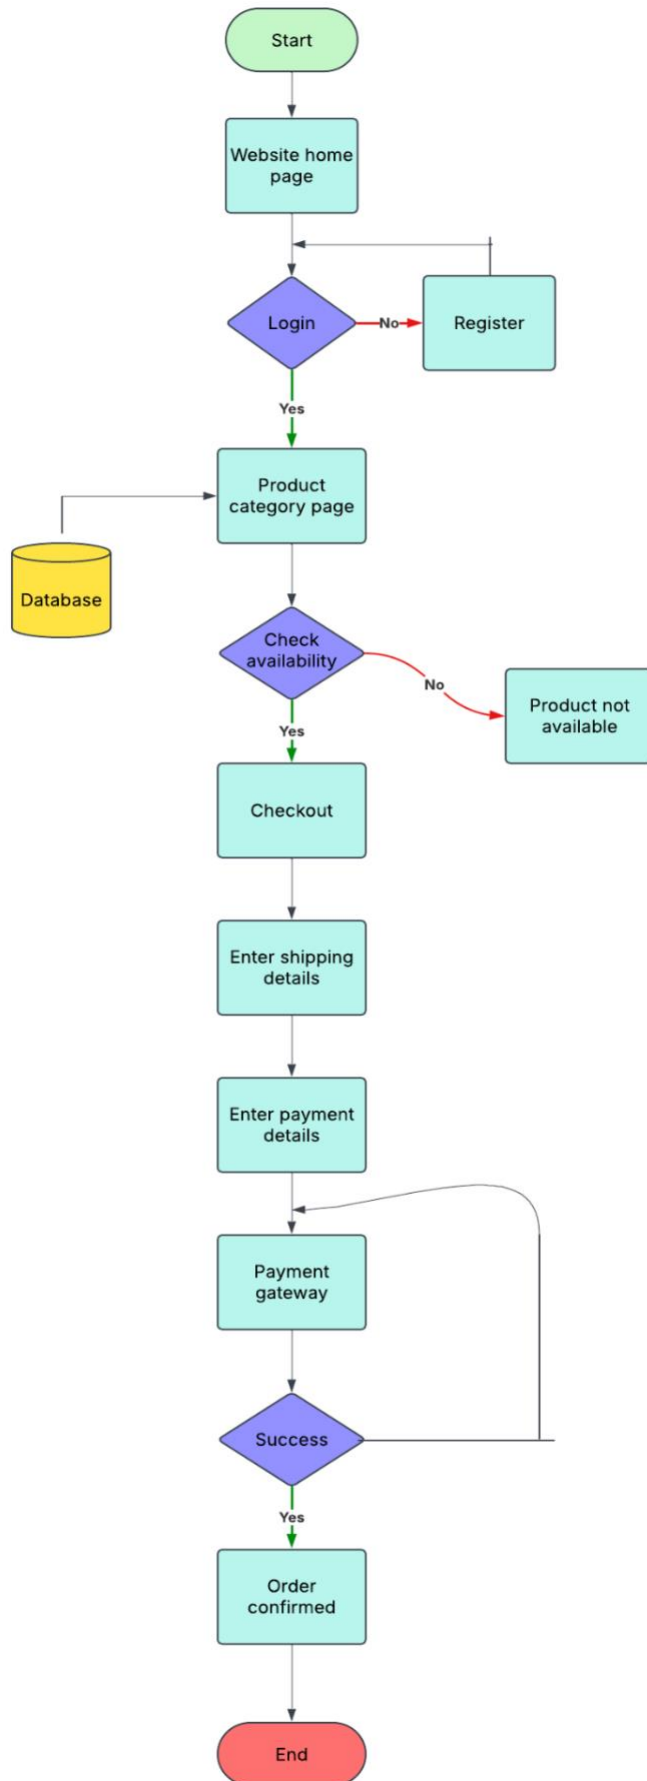 Start
Website home
page
Login
No
Register
Yes
Product
category page
Database
Check
availability
No
Product not
available
Yes
Checkout
Enter shipping
details
Enter payment
details
Payment
gateway
Success
Yes
Order
confirmed
End